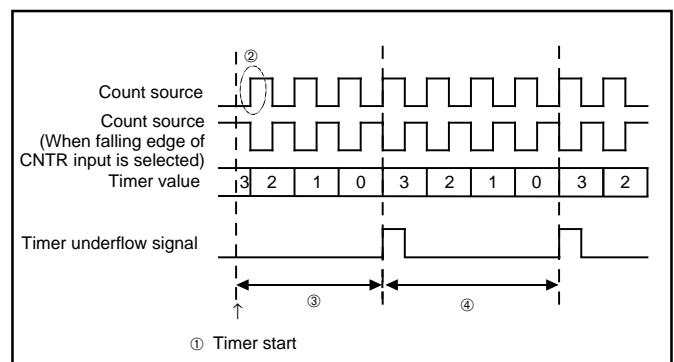 ②
Count source
Count source
(When falling edge of
CNTR input is selected)
Timer value 3 2 1 0 3 2 1 0 3 2
Timer underflow signal
③ ④
↑
① Timer start